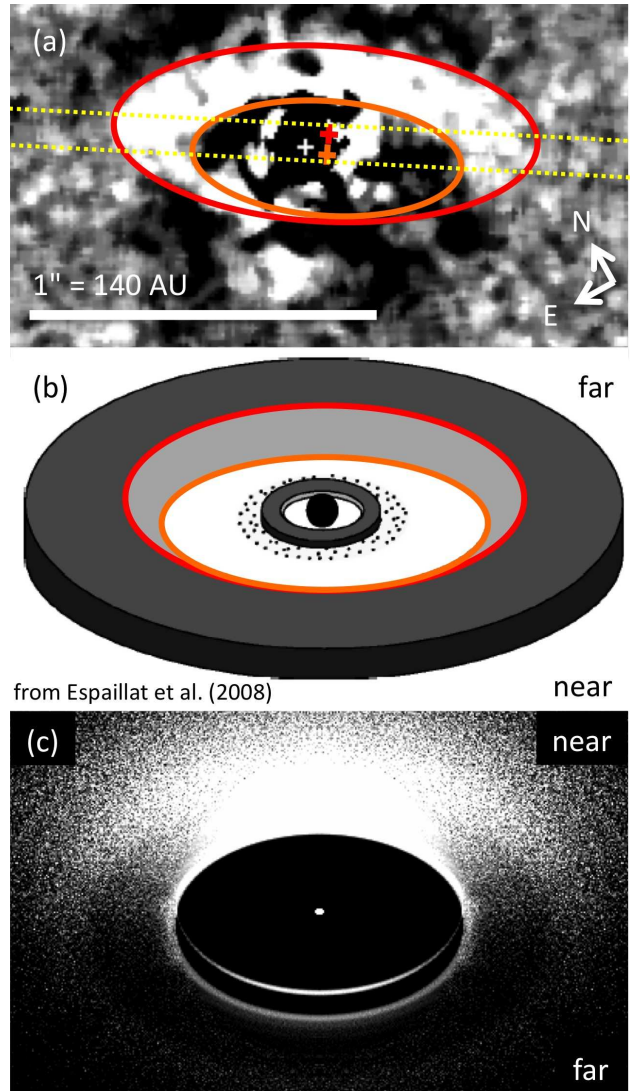 (a)
N
1" = 140 AU
E
(b)
far
from Espaillat et al. (2008)
near
(c)
near
far